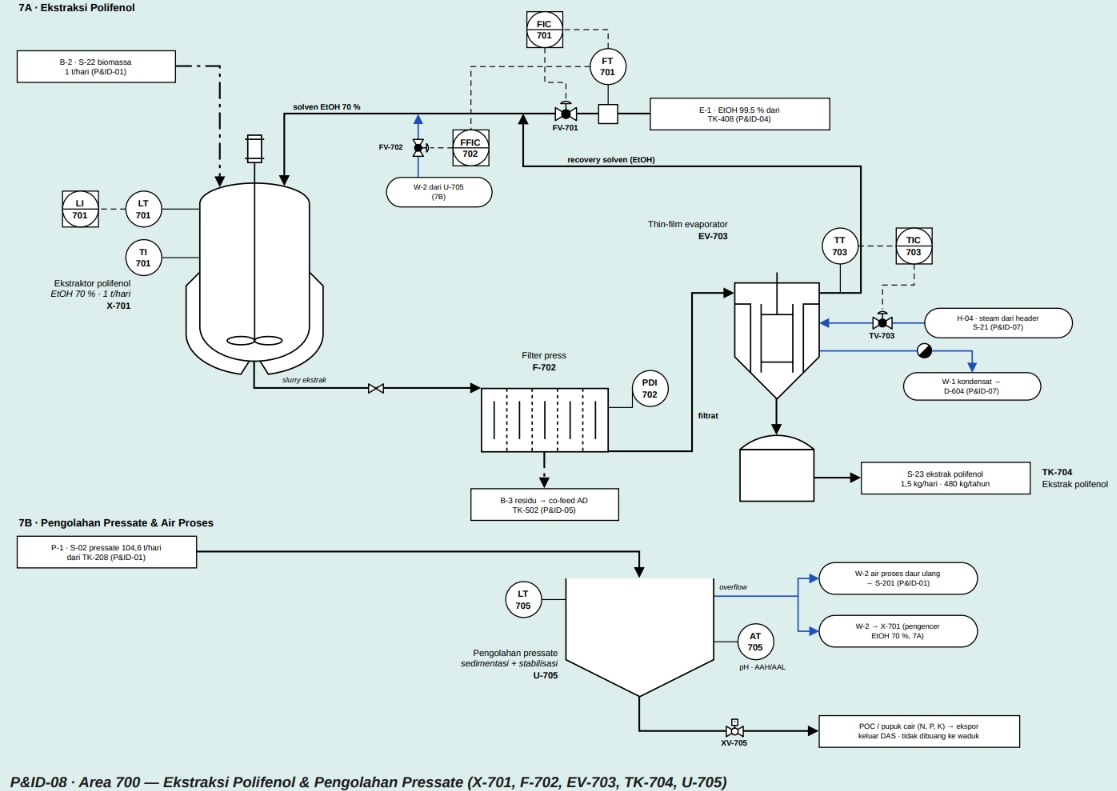 7A · Ekstraksi Polifenol
B-2 · S-22 biomassa
1 t/hari (P&ID-01)
FIC
701
FT
701
solven EtOH 70 %
FV-701
E-1 · EtOH 99,5 % dari
TK-408 (P&ID-04)
FV-702
FFIC
702
recovery solven (EtOH)
W-2 dari U-705
(7B)
LI
701
LT
701
TI
701
Ekstraktor polifenol
EtOH 70 % · 1 t/hari
X-701
Thin-film evaporator
EV-703
TT
703
TIC
703
H-04 · steam dari header
S-21 (P&ID-07)
TV-703
W-1 kondensat →
D-604 (P&ID-07)
slurry ekstrak
Filter press
F-702
PDI
702
filtrat
S-23 ekstrak polifenol
1,5 kg/hari · 480 kg/tahun
TK-704
Ekstrak polifenol
B-3 residu → co-feed AD
TK-502 (P&ID-05)
7B · Pengolahan Pressate & Air Proses
P-1 · S-02 pressate 104,6 t/hari
dari TK-208 (P&ID-01)
LT
705
overflow
W-2 air proses daur ulang
→ S-201 (P&ID-01)
W-2 → X-701 (pengencer
EtOH 70 %, 7A)
AT
705
pH · AAH/AAL
Pengolahan pressate
sedimentasi + stabilisasi
U-705
XV-705
POC / pupuk cair (N, P, K) → ekspor
keluar DAS · tidak dibuang ke waduk
P&ID-08 · Area 700 — Ekstraksi Polifenol & Pengolahan Pressate (X-701, F-702, EV-703, TK-704, U-705)